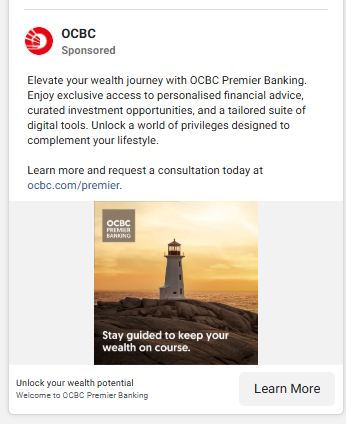 OCBC
Sponsored
Elevate your wealth journey with OCBC Premier Banking.
Enjoy exclusive access to personalised financial advice,
curated investment opportunities, and a tailored suite of
digital tools. Unlock a world of privileges designed to
complement your lifestyle.
Learn more and request a consultation today at
ocbc.com/premier.
OCBC
PREMIER
BANKING
Stay guided to keep your
wealth on course.
Unlock your wealth potential
Welcome to OCBC Premier Banking
Learn More